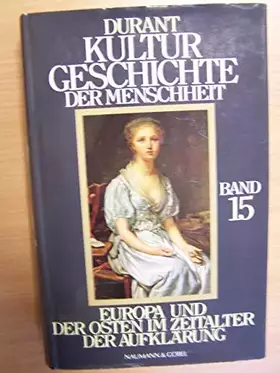 DURANT
KULTUR
GESCHICHTE
DER MENSCHHEIT
BAND
15
EUROPA UND
DER OSTEN IM ZEITALTER
DER AUFKLÄRUNG
NAUMANN & GÖBEL